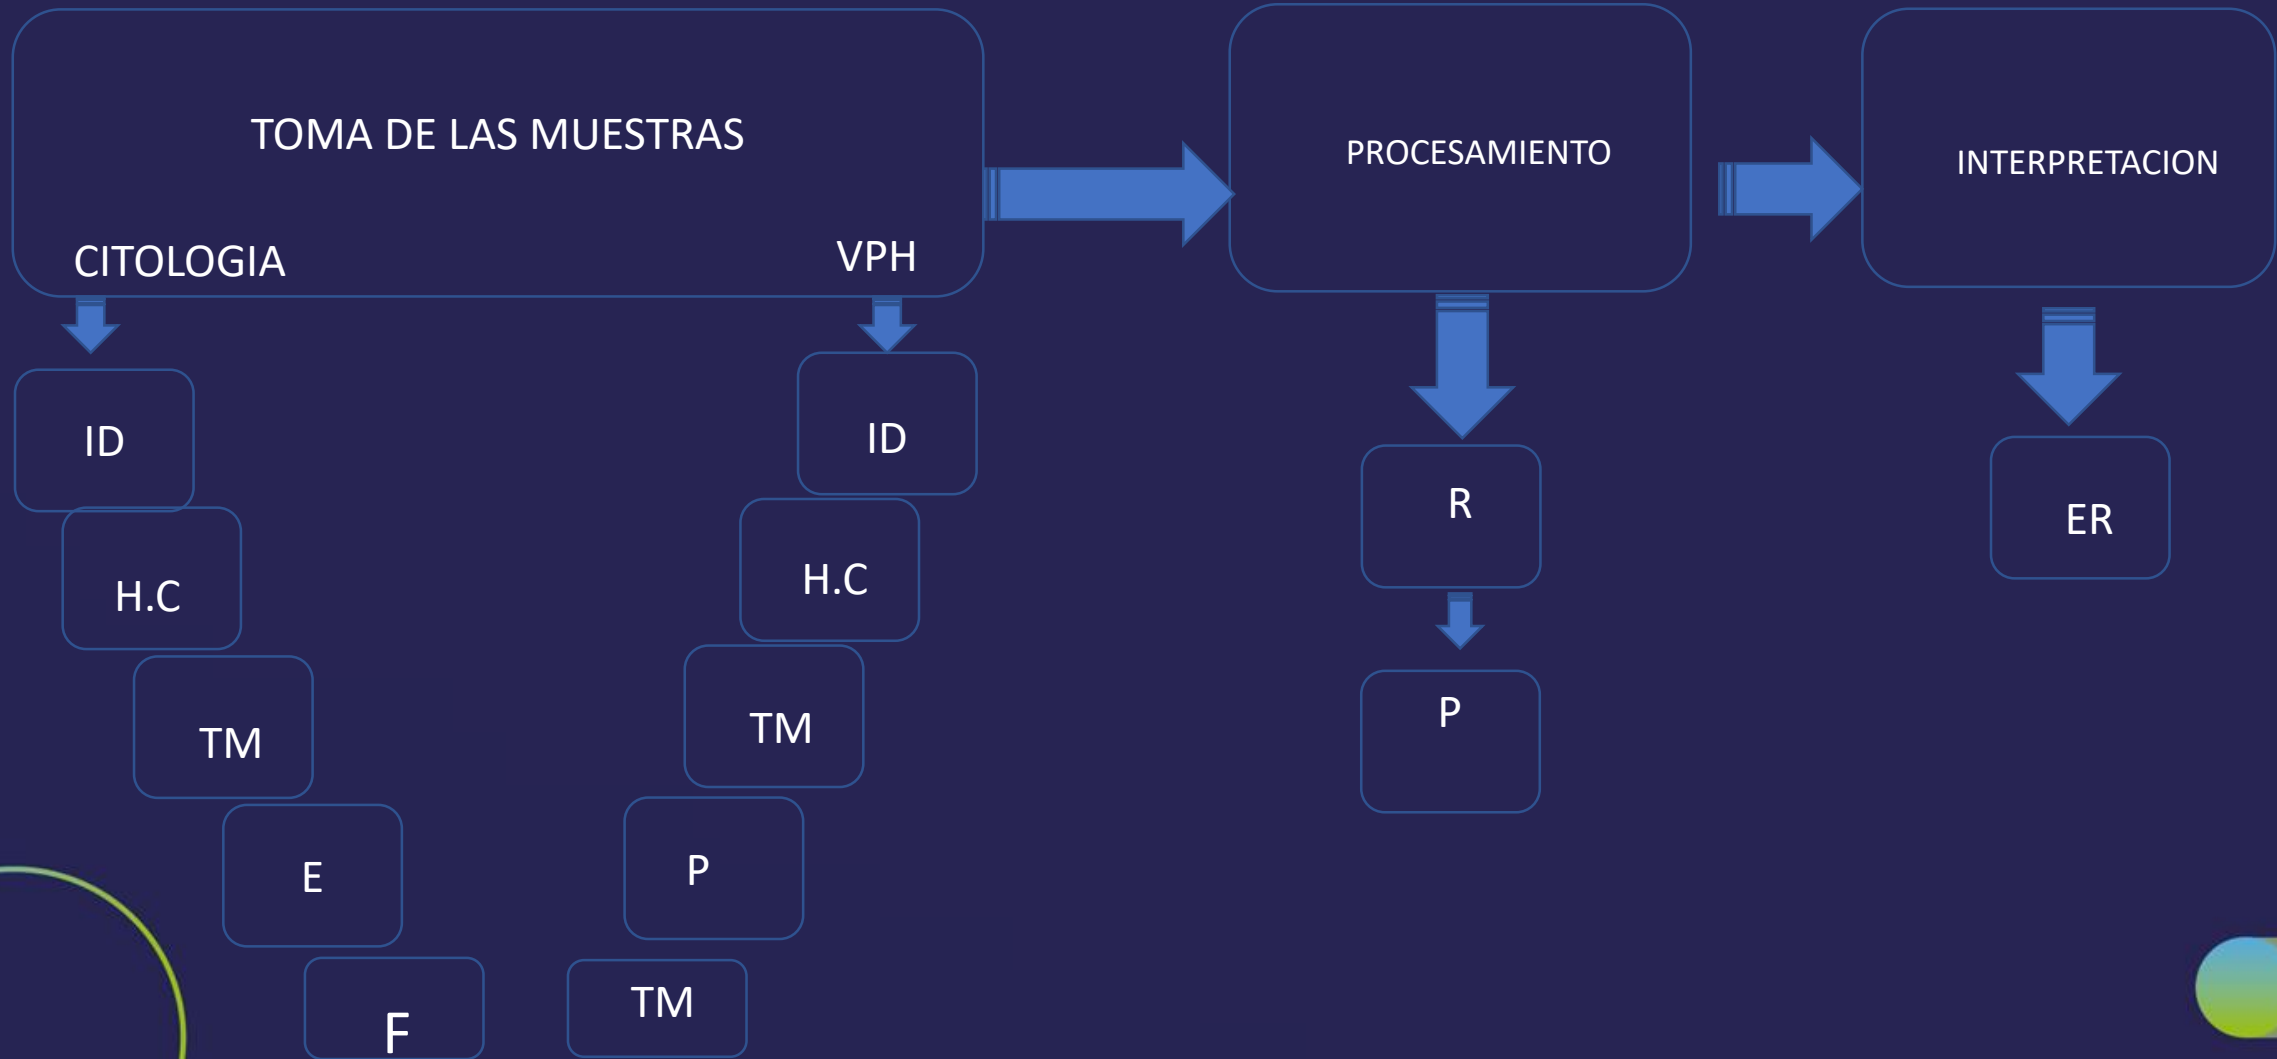 TOMA DE LAS MUESTRAS
CITOLOGIA
VPH
PROCESAMIENTO
INTERPRETACION
ID
H.C
TM
E
F
ID
H.C
TM
P
TM
R
P
ER